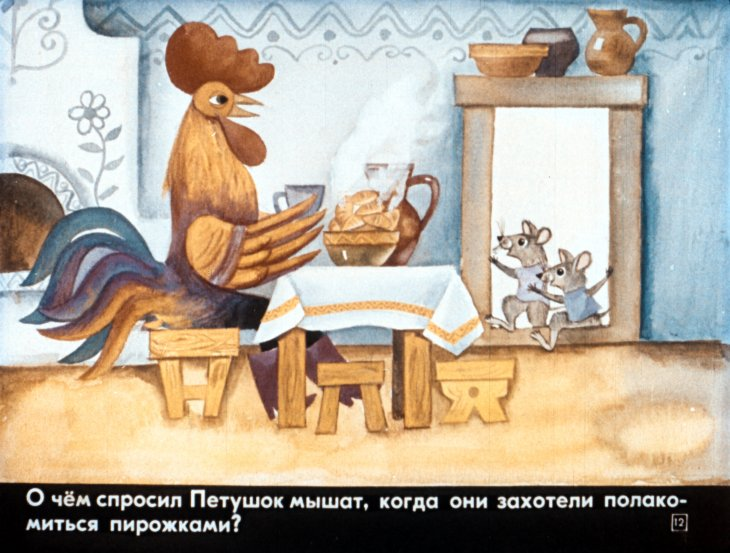 О чём спросил Петушок мышат, когда они захотели полако-
миться пирожками?
12